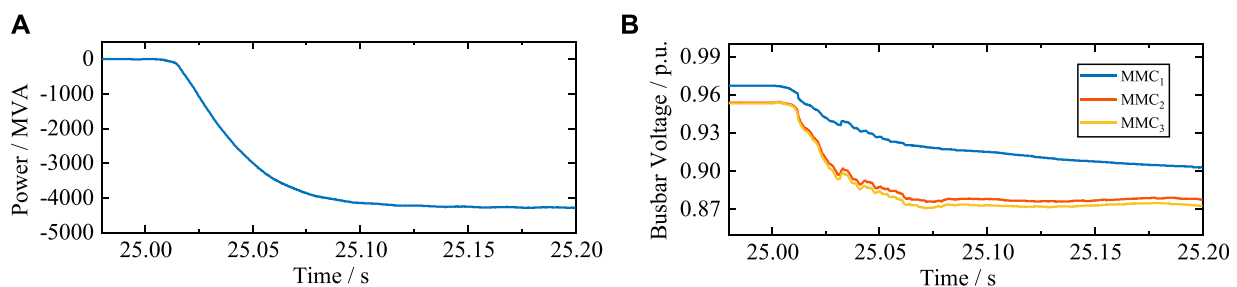 A
Power / MVA
0
-1000
-2000
-3000
-4000
-5000
25.00 25.05 25.10 25.15 25.20
Time / s
B
Busbar Voltage / p.u.
0.99
0.96
0.93
0.90
0.87
MMC₁
MMC₂
MMC₃
25.00 25.05 25.10 25.15 25.20
Time / s